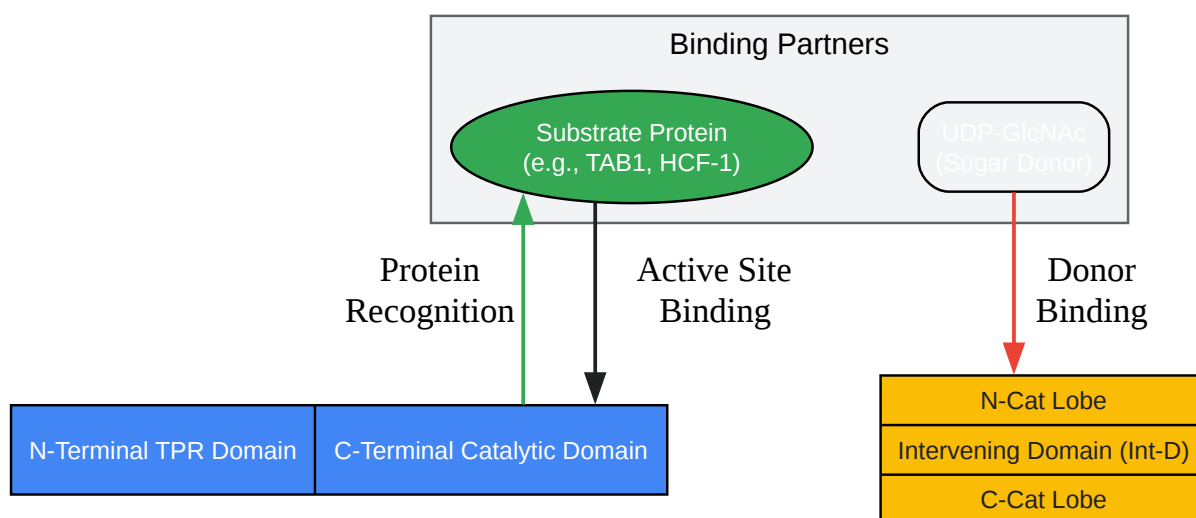 Binding Partners
Substrate Protein
(e.g., TAB1, HCF-1)
UDP-GlcNAc
(Sugar Donor)
Protein
Recognition
Active Site
Binding
Donor
Binding
N-Terminal TPR Domain
C-Terminal Catalytic Domain
N-Cat Lobe
Intervening Domain (Int-D)
C-Cat Lobe